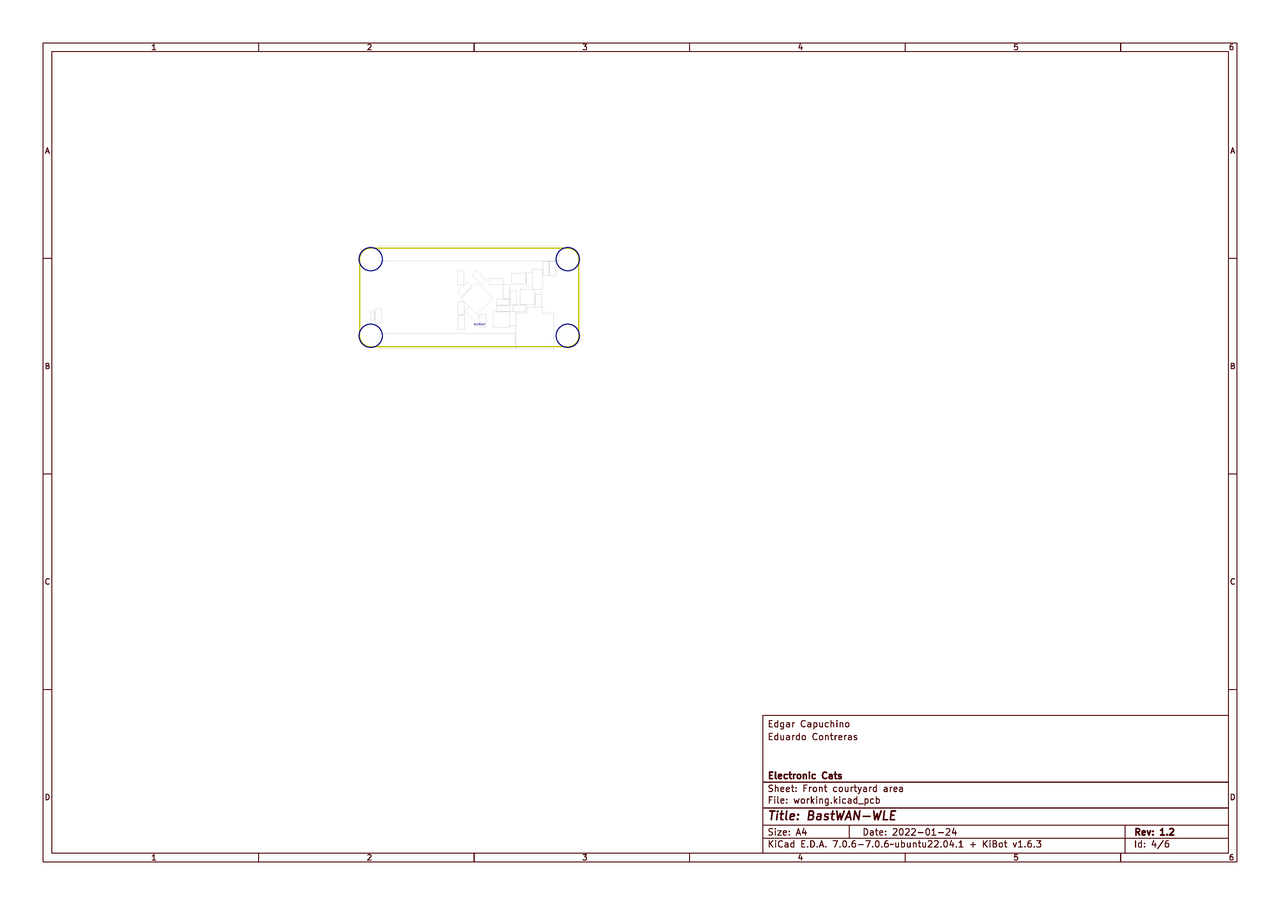 1 2 3 4 5 6
A A
B B
C C
D D
Edgar Capuchino
Eduardo Contreras
Electronic Cats
Sheet: Front courtyard area
File: working.kicad_pcb
Title: BastWAN-WLE
Size: A4 Date: 2022-01-24 Rev: 1.2
KiCad E.D.A. 7.0.6-7.0.6~ubuntu22.04.1 + KiBot v1.6.3 Id: 4/6
1 2 3 4 5 6